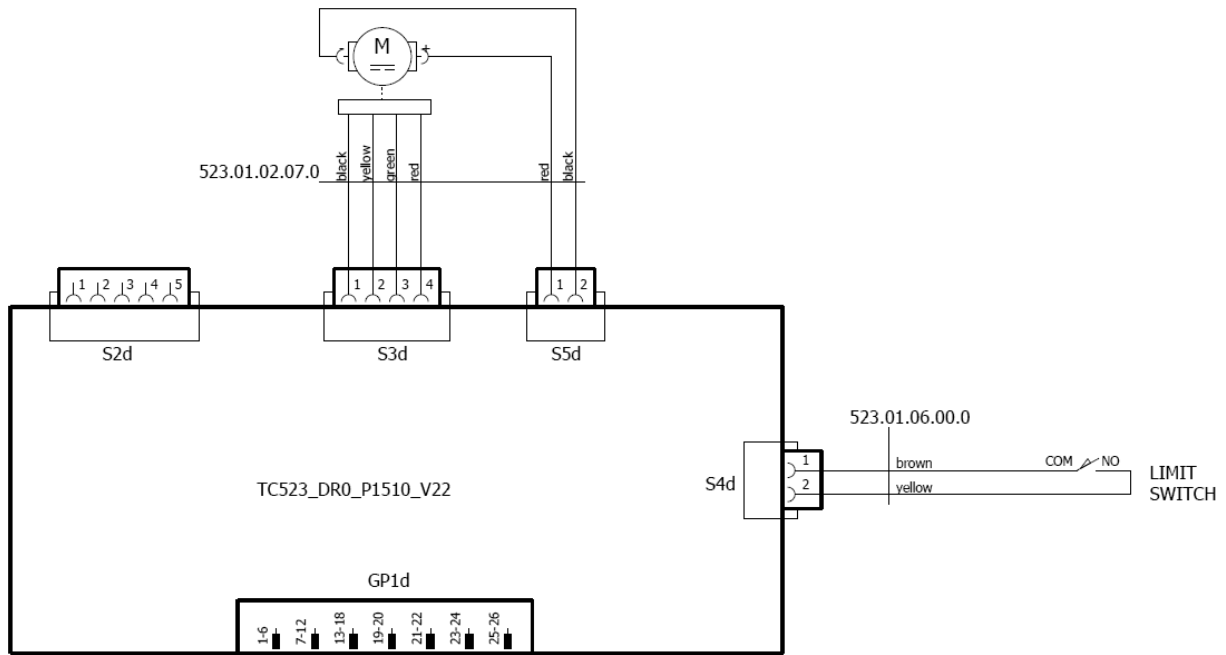 - M +
523.01.02.07.0
black
yellow
green
red
red
black
1 2 3 4 5
1 2 3 4
1 2
S2d
S3d
S5d
523.01.06.00.0
1 brown COM NO
S4d
2 yellow
LIMIT
SWITCH
TC523_DR0_P1510_V22
GP1d
1-6
7-12
13-18
19-20
21-22
23-24
25-26